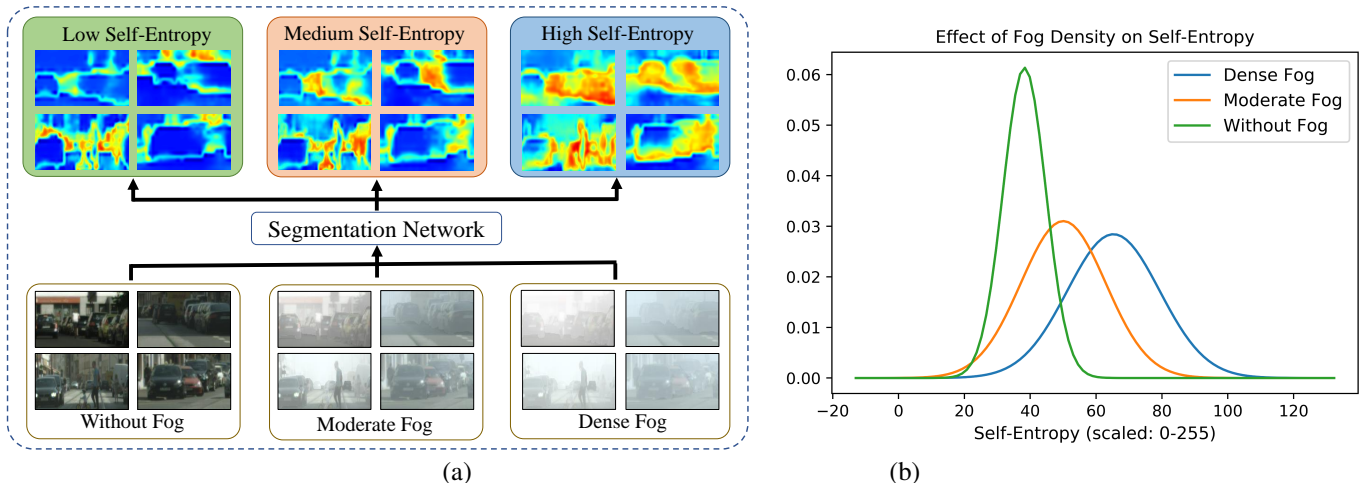 Low Self-Entropy
Medium Self-Entropy
High Self-Entropy
Segmentation Network
Without Fog
Moderate Fog
Dense Fog
(a)
Effect of Fog Density on Self-Entropy
Dense Fog
Moderate Fog
Without Fog
0.06
0.05
0.04
0.03
0.02
0.01
0.00
−20 0 20 40 60 80 100 120
Self-Entropy (scaled: 0-255)
(b)